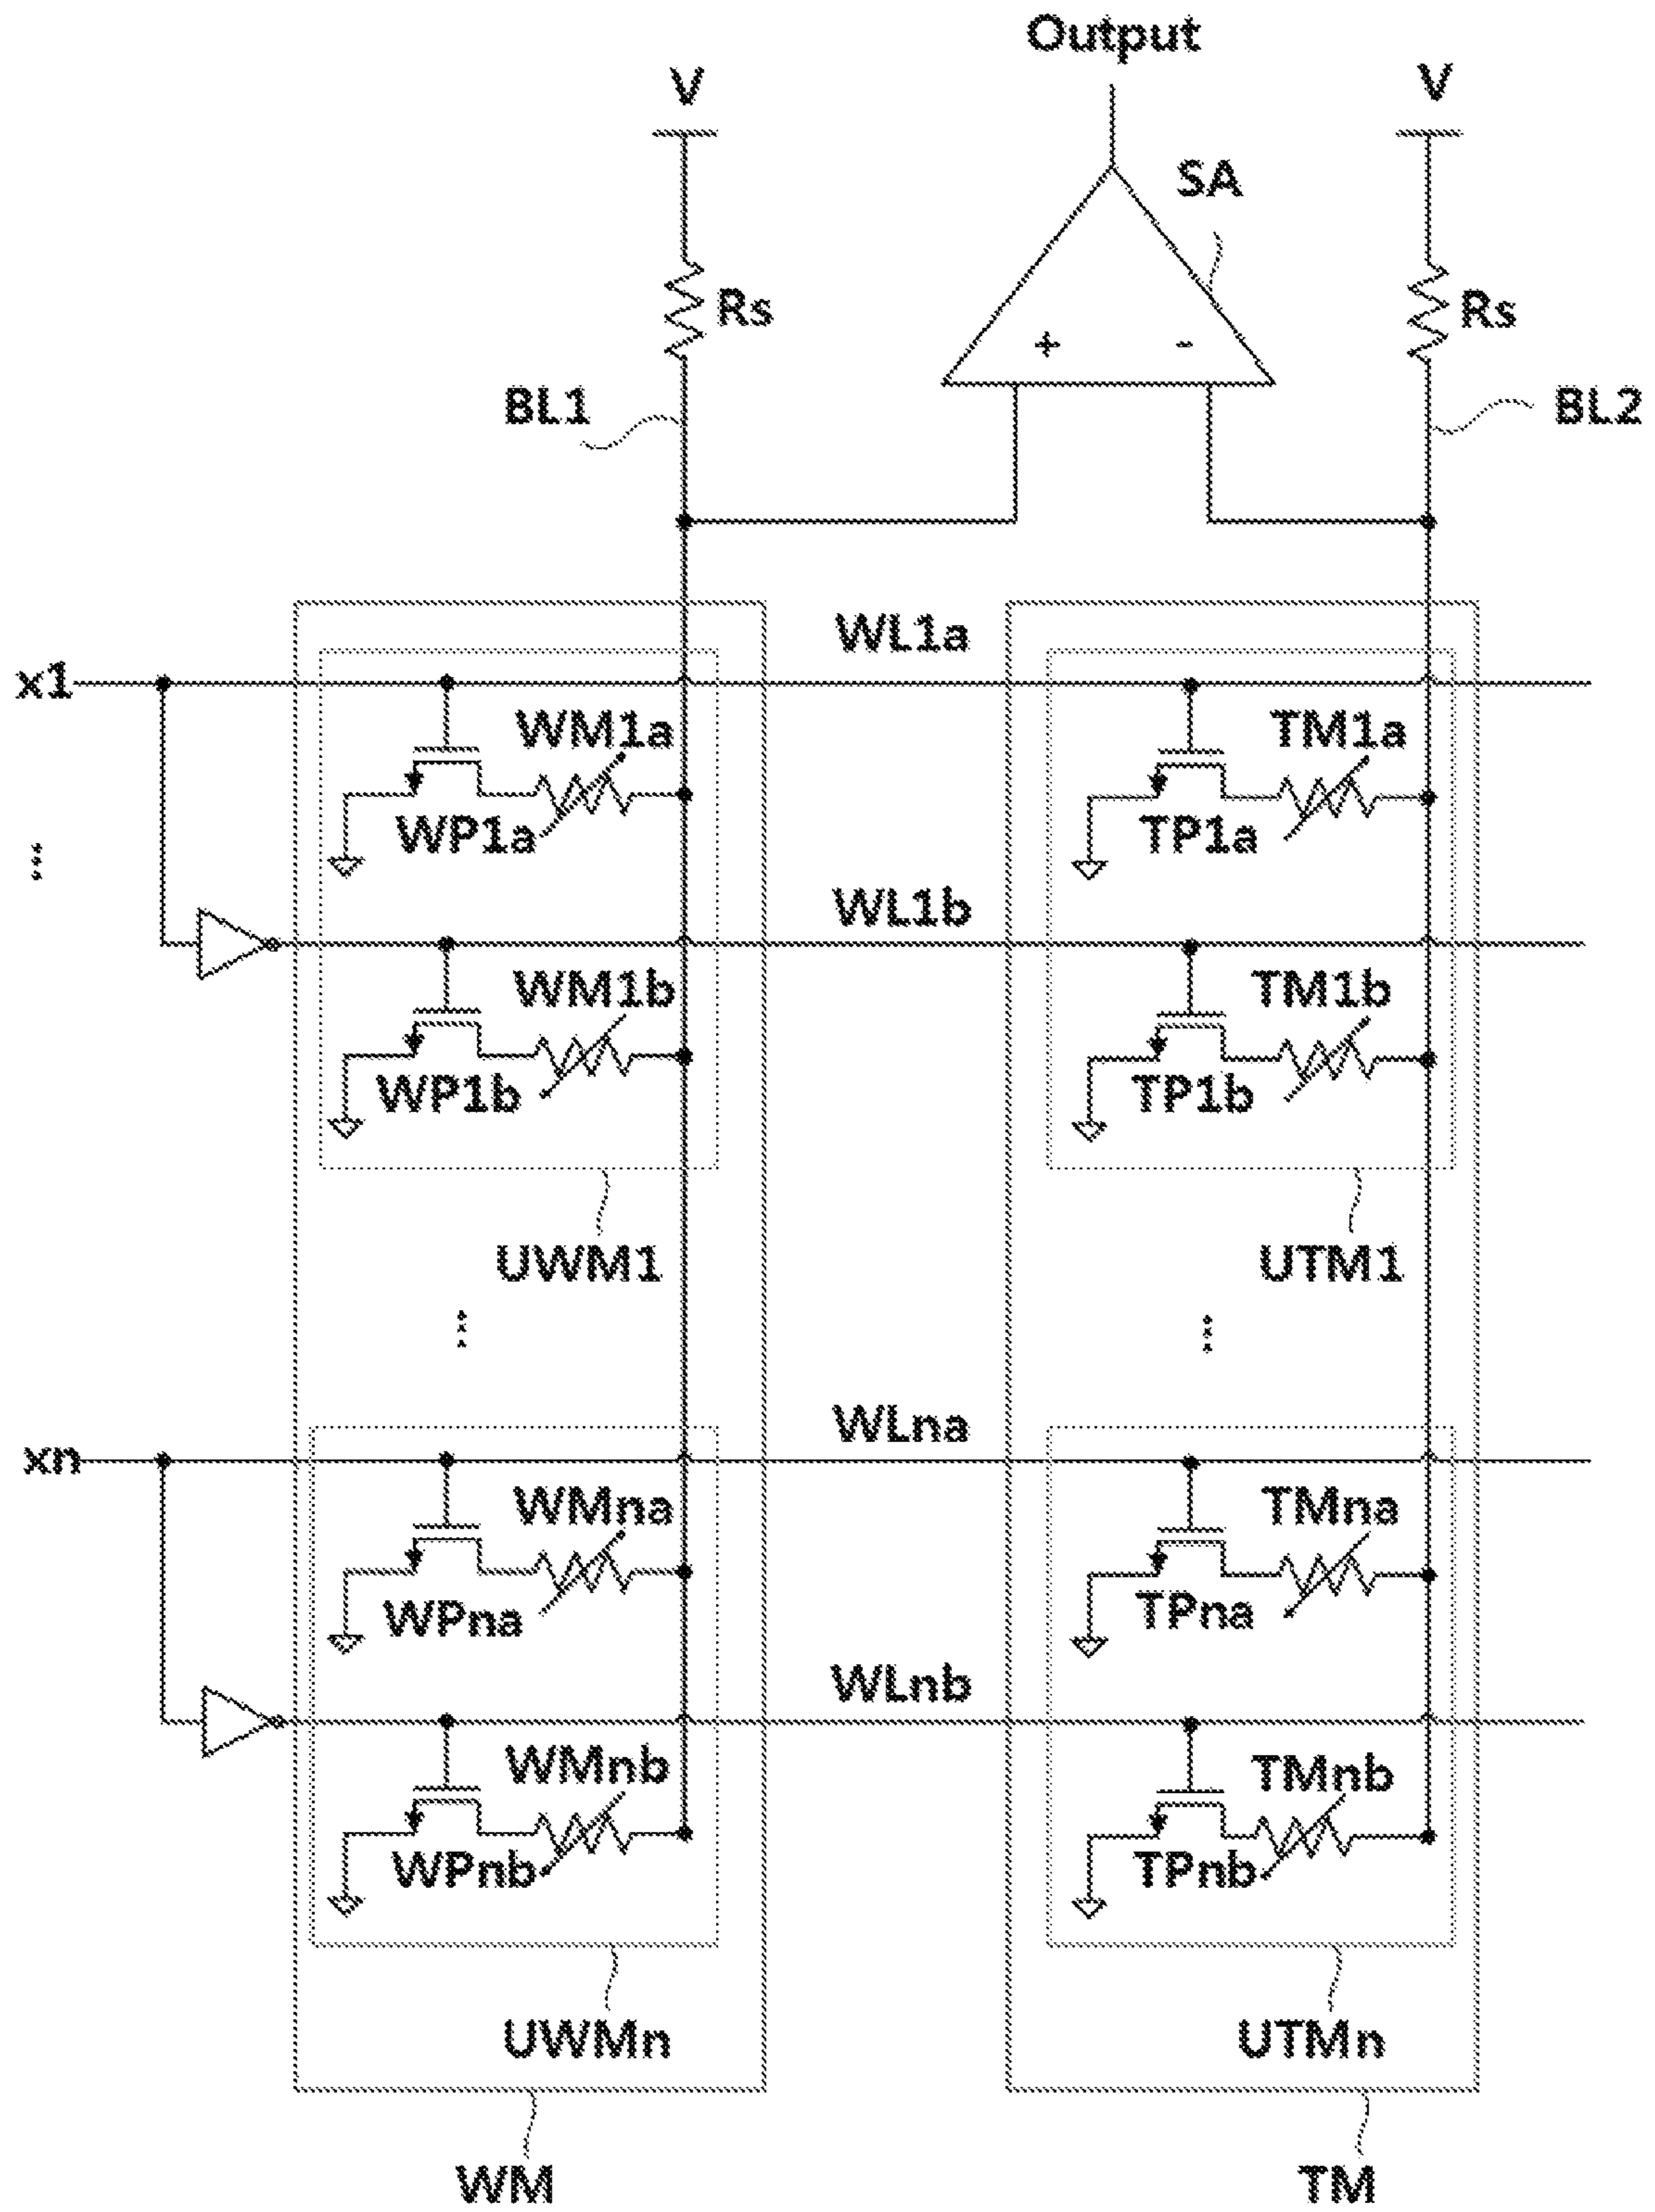 Output
V
V
SA
+
-
Rs
Rs
BL1
BL2
WL1a
x1
WM1a
TM1a
WP1a
TP1a
WL1b
WM1b
TM1b
WP1b
TP1b
UWM1
UTM1
WLna
xn
WMna
TMna
WPna
TPna
WLnb
WMnb
TMnb
WPnb
TPnb
UWMn
UTMn
WM
TM